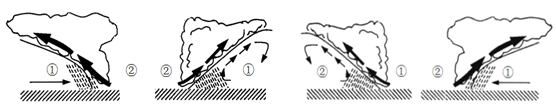 ① ② ② ① ② ① ② ①